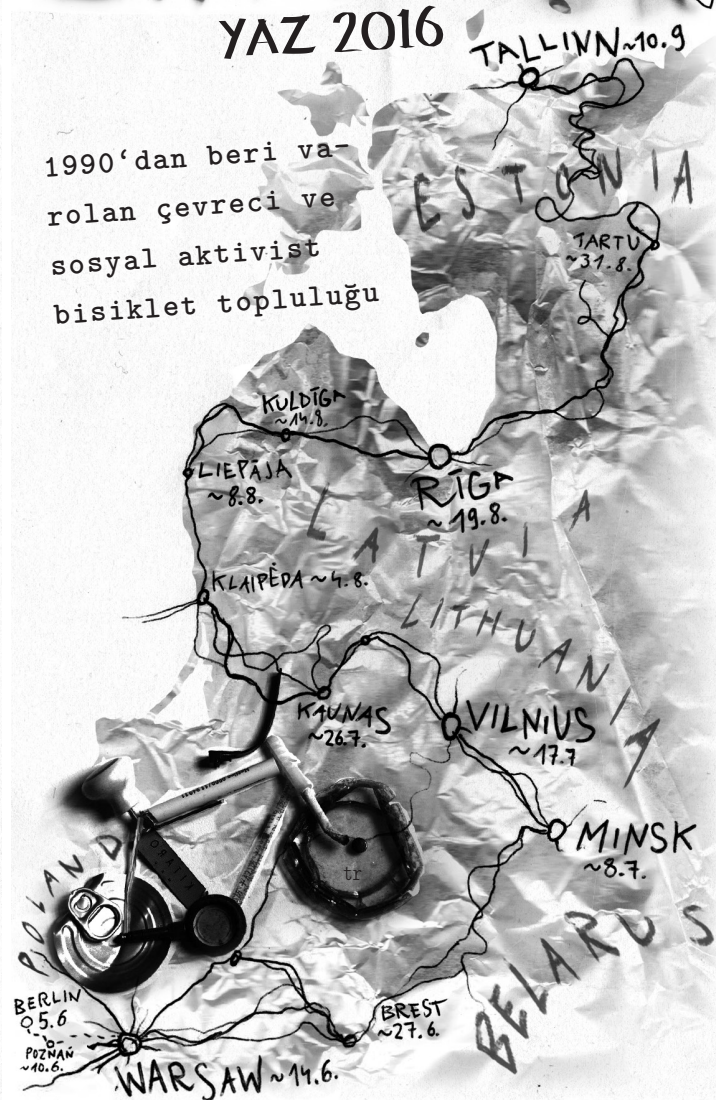 YAZ 2016
TALLINN ~10.9
1990‘dan beri va-
rolan çevreci ve
sosyal aktivist
bisiklet topluluğu
ESTONIA
TARTU
~31.8.
KULDĪGA
~14.8.
LIEPĀJA
~8.8.
RĪGA
~19.8.
LATVIA
KLAIPĖDA ~4.8.
LITHUANIA
KAUNAS
~26.7.
VILNIUS
~17.7
MINSK
~8.7.
tr
POLAND
BELARUS
BERLIN
5.6
POZNAŃ
~10.6.
BREST
~27.6.
WARSAW ~14.6.